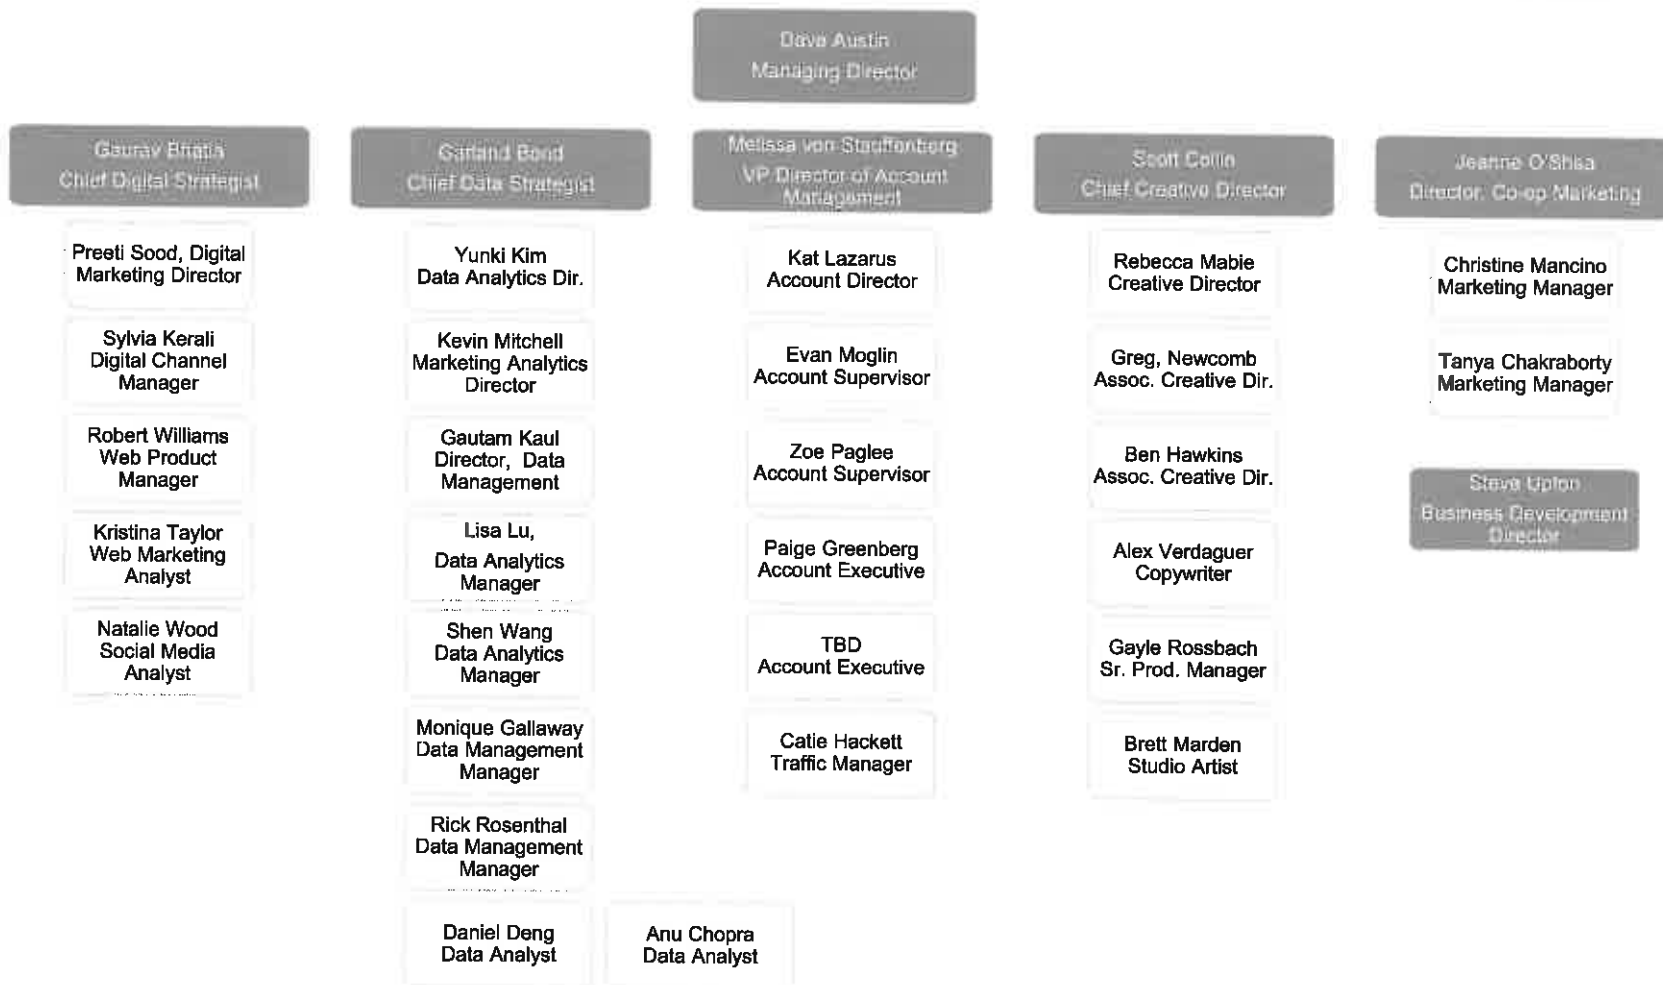 Dave Austin
Managing Director
Gaurav Bhatia
Chief Digital Strategist
Preeti Sood, Digital
Marketing Director
Sylvia Kerali
Digital Channel
Manager
Robert Williams
Web Product
Manager
Kristina Taylor
Web Marketing
Analyst
Natalie Wood
Social Media
Analyst
Garland Bond
Chief Data Strategist
Yunki Kim
Data Analytics Dir.
Kevin Mitchell
Marketing Analytics
Director
Gautam Kaul
Director, Data
Management
Lisa Lu,
Data Analytics
Manager
Shen Wang
Data Analytics
Manager
Monique Gallaway
Data Management
Manager
Rick Rosenthal
Data Management
Manager
Daniel Deng
Data Analyst
Anu Chopra
Data Analyst
Melissa von Stauffenberg
VP Director of Account
Management
Kat Lazarus
Account Director
Evan Moglin
Account Supervisor
Zoe Paglee
Account Supervisor
Paige Greenberg
Account Executive
TBD
Account Executive
Catie Hackett
Traffic Manager
Scott Collin
Chief Creative Director
Rebecca Mabie
Creative Director
Greg, Newcomb
Assoc. Creative Dir.
Ben Hawkins
Assoc. Creative Dir.
Alex Verdaguer
Copywriter
Gayle Rossbach
Sr. Prod. Manager
Brett Marden
Studio Artist
Jeanne O'Shea
Director, Co-op Marketing
Christine Mancino
Marketing Manager
Tanya Chakraborty
Marketing Manager
Steve Upton
Business Development
Director